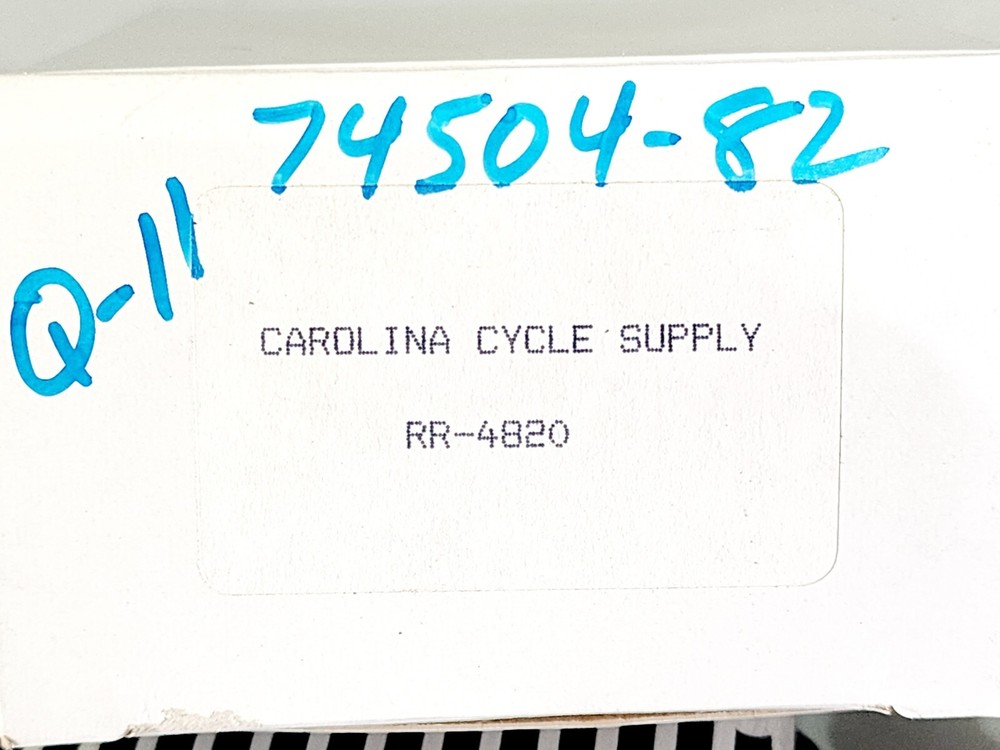 74504-82
Q-11
CAROLINA CYCLE SUPPLY
RR-4820